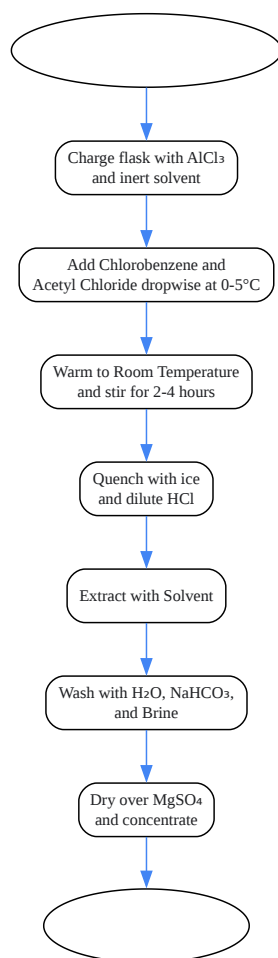 Charge flask with AlCl₃
and inert solvent
Add Chlorobenzene and
Acetyl Chloride dropwise at 0-5°C
Warm to Room Temperature
and stir for 2-4 hours
Quench with ice
and dilute HCl
Extract with Solvent
Wash with H₂O, NaHCO₃,
and Brine
Dry over MgSO₄
and concentrate